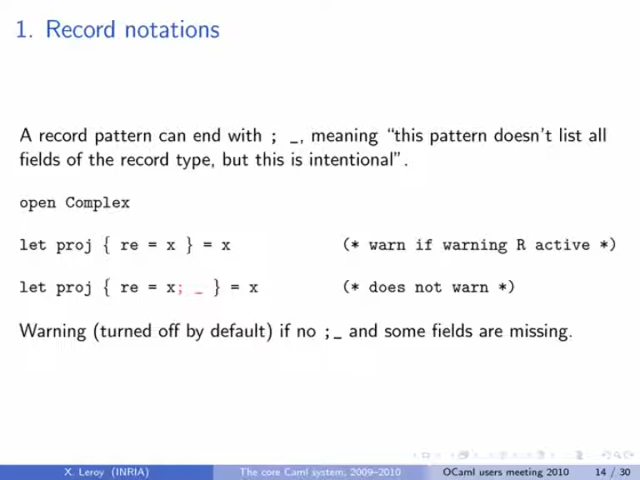 1. Record notations
A record pattern can end with ; _, meaning “this pattern doesn't list all
fields of the record type, but this is intentional”.
open Complex
let proj { re = x } = x (* warn if warning R active *)
let proj { re = x; _ } = x (* does not warn *)
Warning (turned off by default) if no ;_ and some fields are missing.
X. Leroy (INRIA) The core Caml system, 2009–2010 OCaml users meeting 2010 14 / 30